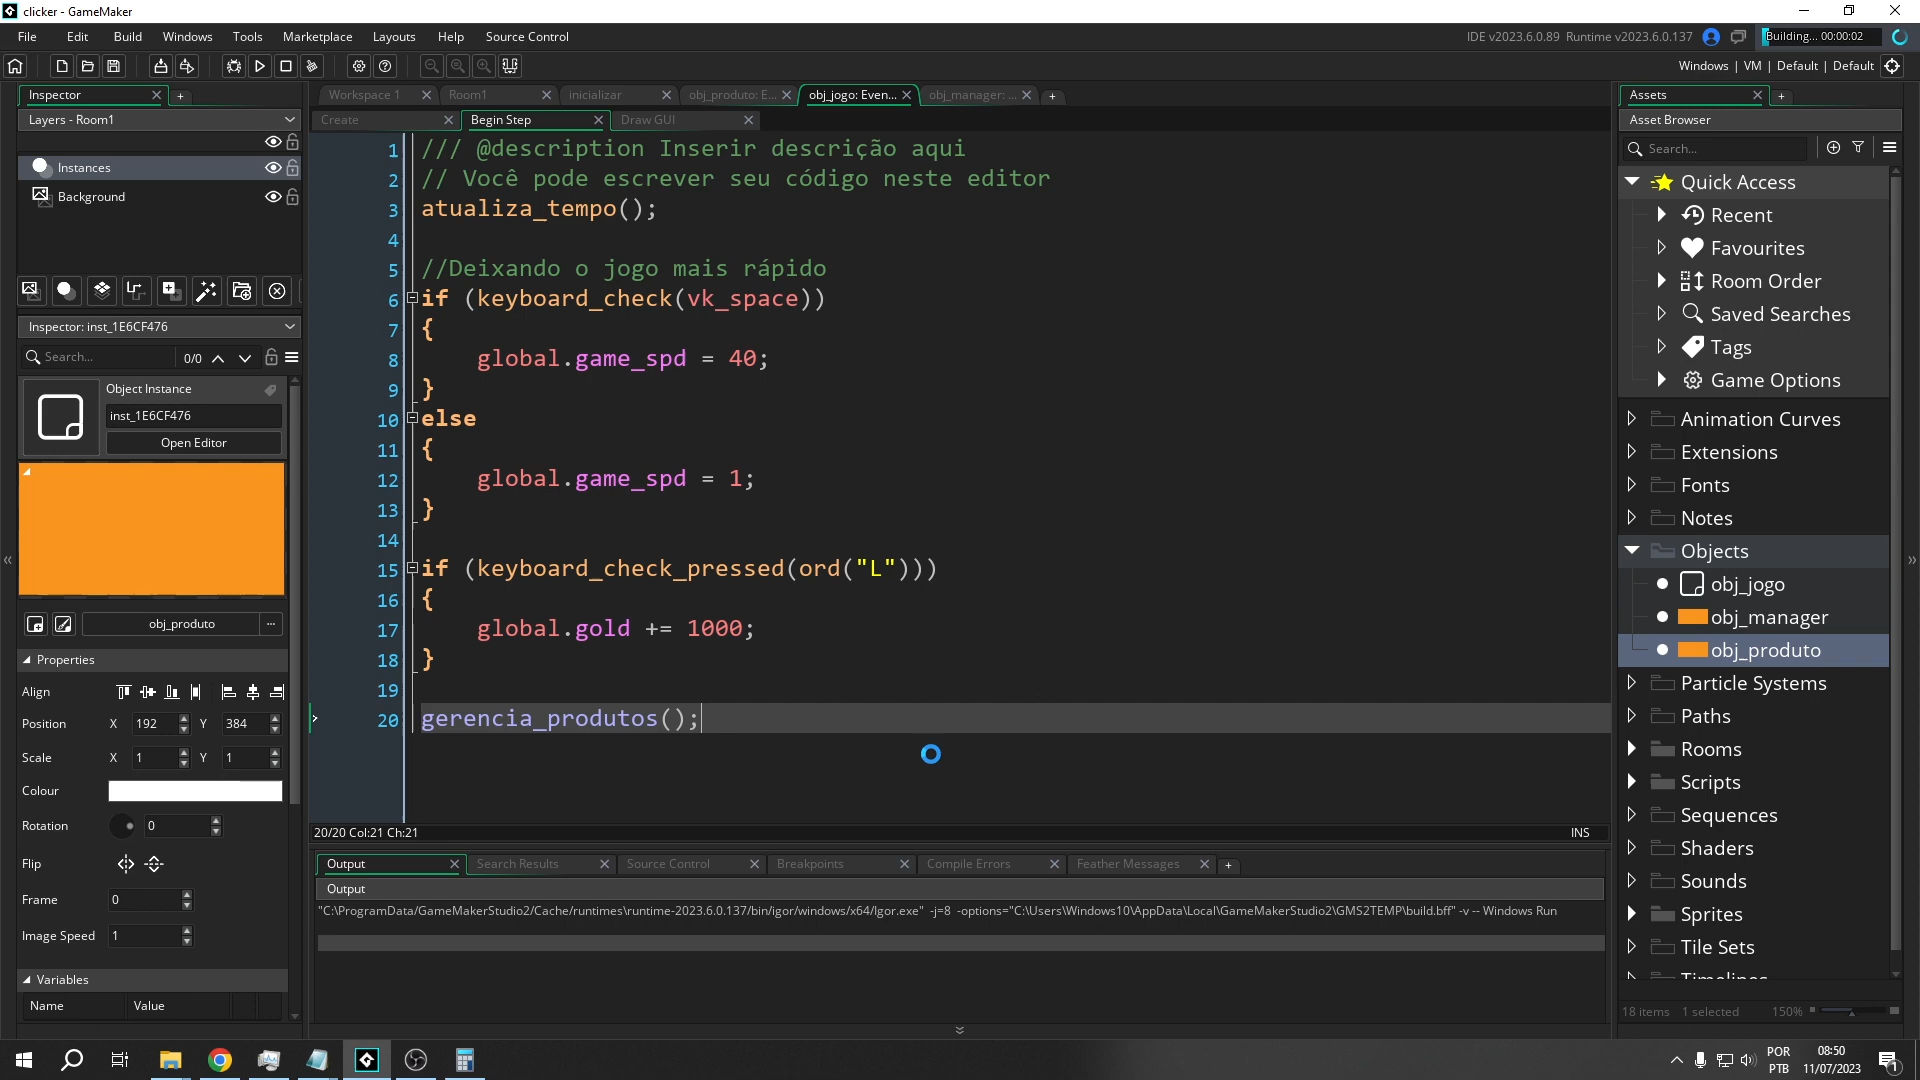 clicker - GameMaker
File Edit Build Windows Tools Marketplace Layouts Help Source Control
IDE v2023.6.0.89 Runtime v2023.6.0.137
Building... 00:00:02
Windows | VM | Default | Default
Inspector
Layers - Room1
Instances
Background
Inspector: inst_1E6CF476
Search...
0/0
Object Instance
inst_1E6CF476
Open Editor
obj_produto
...
Properties
Align
Position X 192 Y 384
Scale X 1 Y 1
Colour
Rotation 0
Flip
Frame 0
Image Speed 1
Variables
Name Value
Workspace 1 Room1 inicializar obj_produto: E... obj_jogo: Even... obj_manager: ...
Create Begin Step Draw GUI
1 /// @description Inserir descrição aqui
2 // Você pode escrever seu código neste editor
3 atualiza_tempo();
4
5 //Deixando o jogo mais rápido
6 if (keyboard_check(vk_space))
7 {
8 global.game_spd = 40;
9 }
10 else
11 {
12 global.game_spd = 1;
13 }
14
15 if (keyboard_check_pressed(ord("L")))
16 {
17 global.gold += 1000;
18 }
19
20 gerencia_produtos();
20/20 Col:21 Ch:21
INS
Output Search Results Source Control Breakpoints Compile Errors Feather Messages
Output
"C:\ProgramData/GameMakerStudio2/Cache/runtimes\runtime-2023.6.0.137/bin/igor/windows/x64/Igor.exe" -j=8 -options="C:\Users\Windows10\AppData\Local\GameMakerStudio2\GMS2TEMP\build.bff" -v -- Windows Run
Assets
Asset Browser
Search...
Quick Access
Recent
Favourites
Room Order
Saved Searches
Tags
Game Options
Animation Curves
Extensions
Fonts
Notes
Objects
obj_jogo
obj_manager
obj_produto
Particle Systems
Paths
Rooms
Scripts
Sequences
Shaders
Sounds
Sprites
Tile Sets
Timelines
18 items 1 selected 150%
POR
PTB
08:50
11/07/2023
1